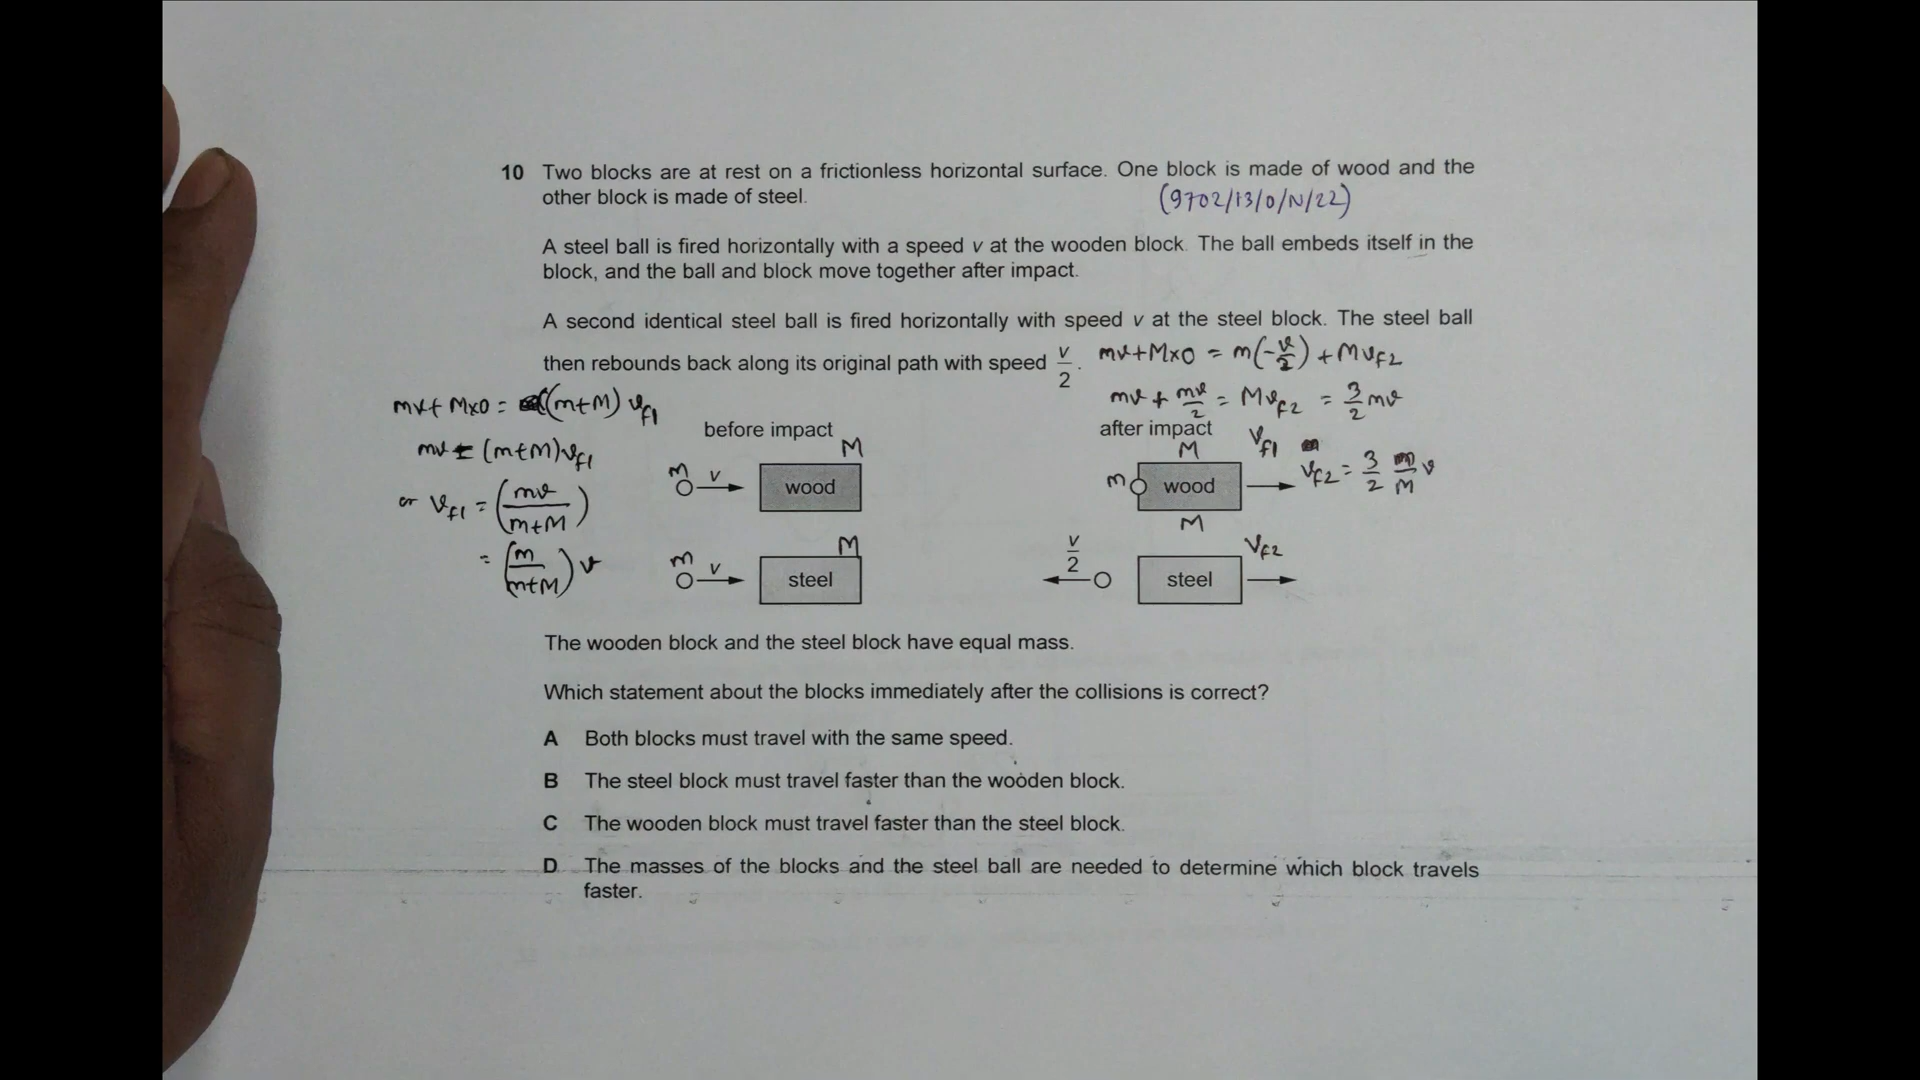 10 Two blocks are at rest on a frictionless horizontal surface. One block is made of wood and the
other block is made of steel.
(9702/13/O/N/22)
A steel ball is fired horizontally with a speed v at the wooden block. The ball embeds itself in the
block, and the ball and block move together after impact.
A second identical steel ball is fired horizontally with speed v at the steel block. The steel ball
then rebounds back along its original path with speed v/2.
mv+M×0 = m(-v/2) + Mvf2
mv + mv/2 = Mvf2 = 3/2 mv
vf2 = 3/2 m/M v
mv+M×0 = (m+M) vf1
mv = (m+M)vf1
or vf1 = (mv/m+M)
= (m/m+M) v
before impact
M
m v wood
M
m v steel
after impact
M vf1
m wood
M
v/2 steel vf2
The wooden block and the steel block have equal mass.
Which statement about the blocks immediately after the collisions is correct?
A Both blocks must travel with the same speed.
B The steel block must travel faster than the wooden block.
C The wooden block must travel faster than the steel block.
D The masses of the blocks and the steel ball are needed to determine which block travels
faster.